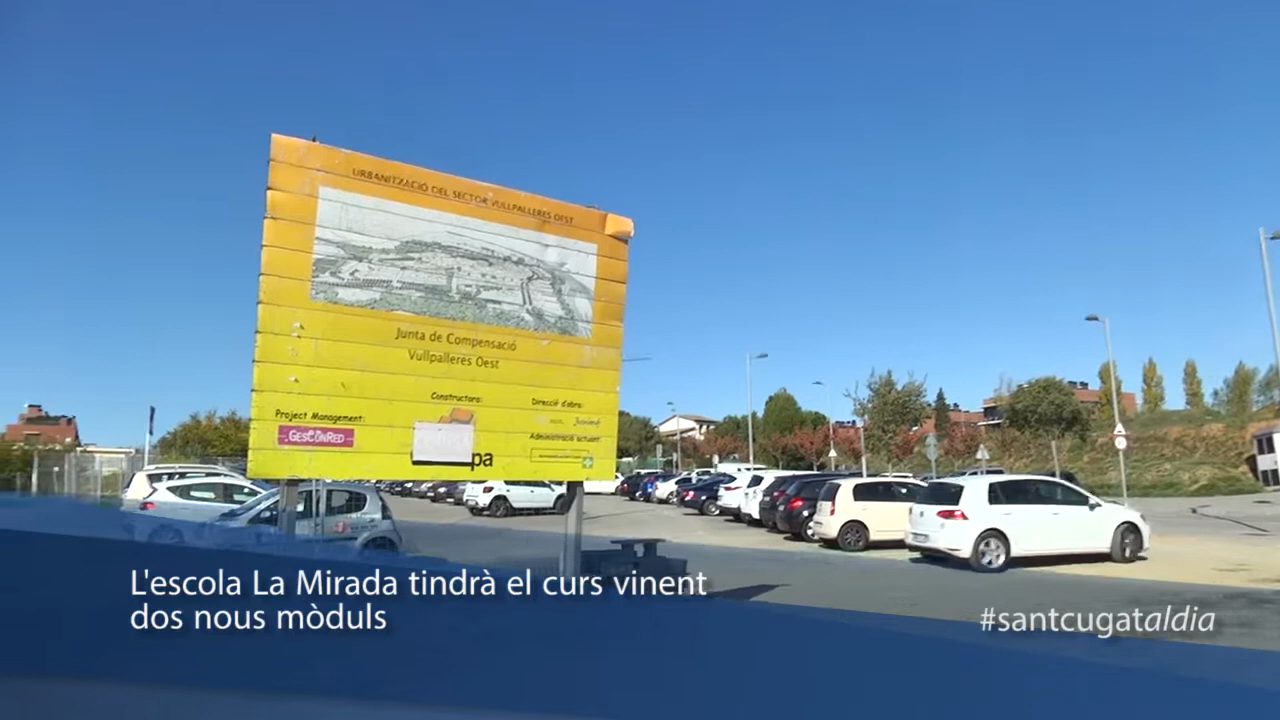 URBANITZACIÓ DEL SECTOR VULLPALLERES OEST
Junta de Compensació
Vullpalleres Oest
Project Management:
GESCONRED
Constructora:
Direcció d'obra:
Administració actuant:
L'escola La Mirada tindrà el curs vinent
dos nous mòduls
#santcugataldia